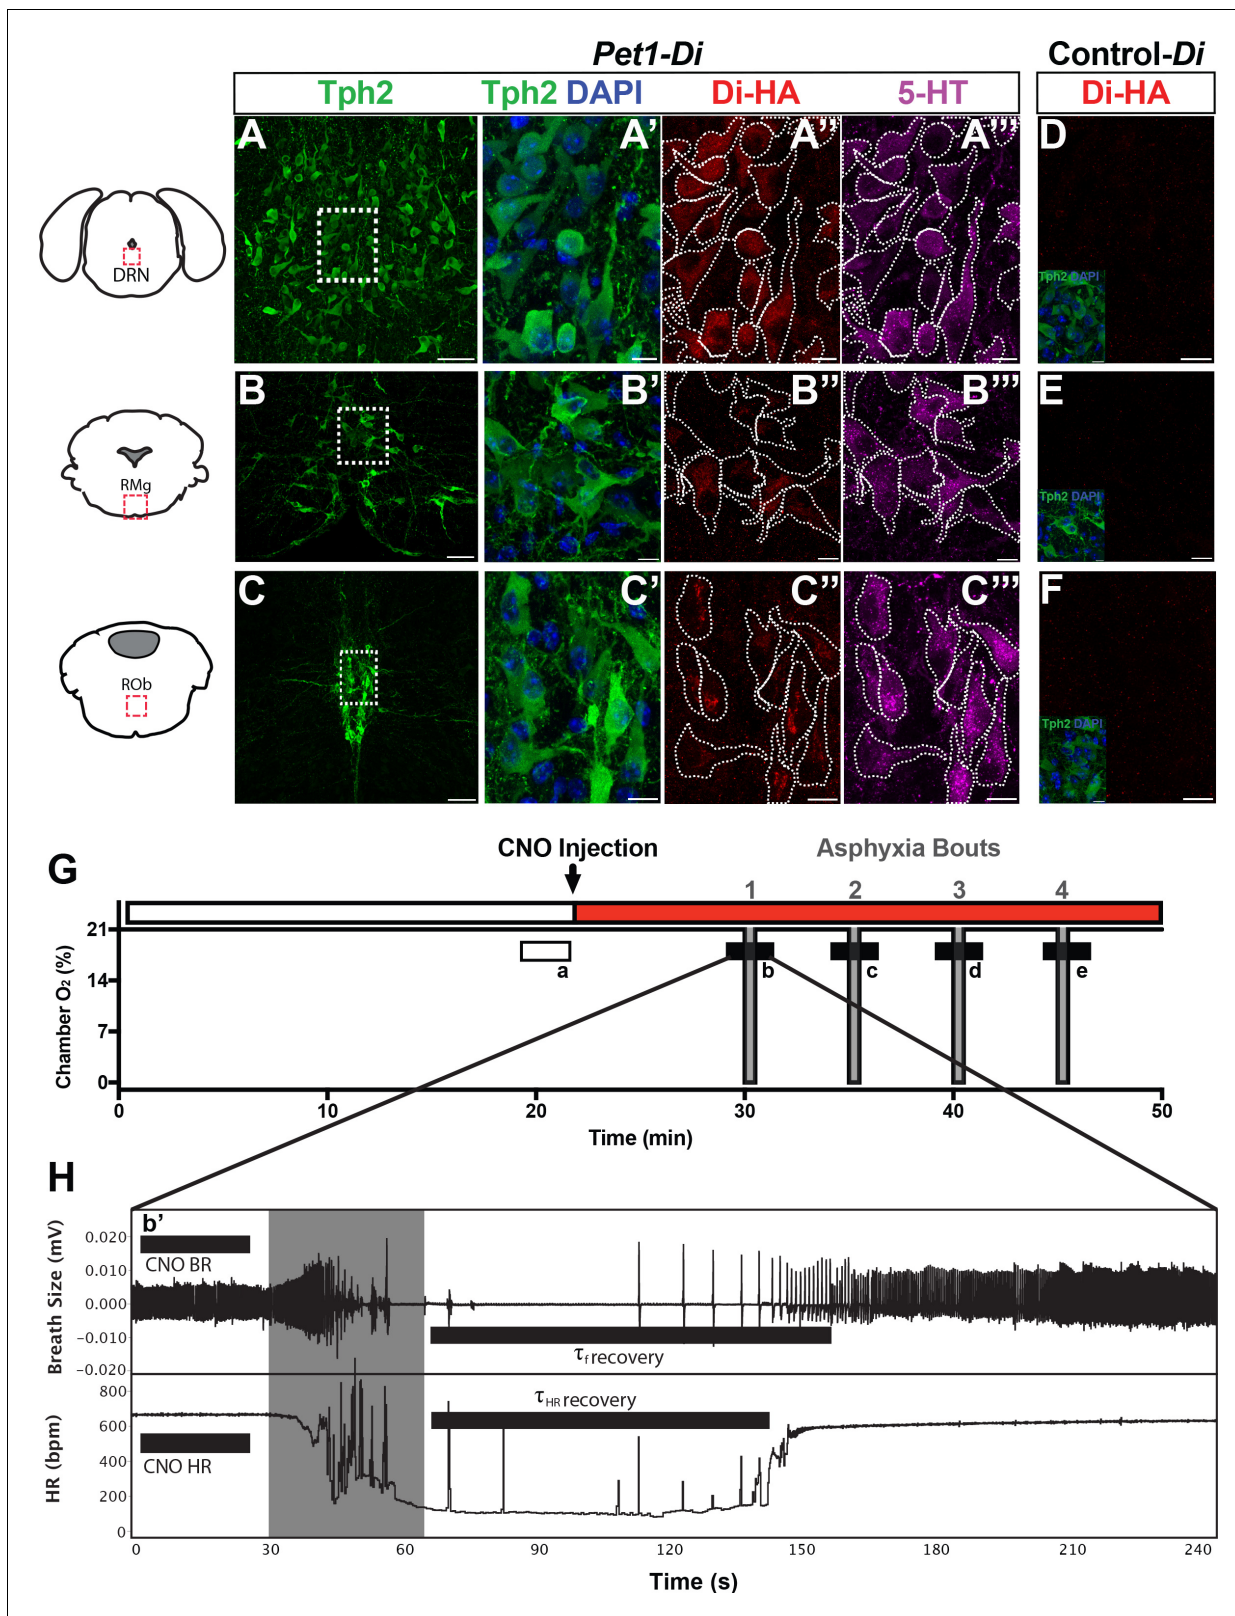 Pet1-Di Control-Di
Tph2 Tph2 DAPI Di-HA 5-HT Di-HA
A A' A'' A''' D
DRN
Tph2 DAPI
B B' B'' B''' E
RMg
Tph2 DAPI
C C' C'' C''' F
ROb
Tph2 DAPI
G
CNO Injection Asphyxia Bouts
1 2 3 4
21
14
7
0
Chamber O2 (%)
a b c d e
0 10 20 30 40 50
Time (min)
H
b'
CNO BR
0.020
0.010
0.000
−0.010
−0.020
Breath Size (mV)
τf recovery
τHR recovery
800
600
400
200
0
HR (bpm)
CNO HR
0 30 60 90 120 150 180 210 240
Time (s)